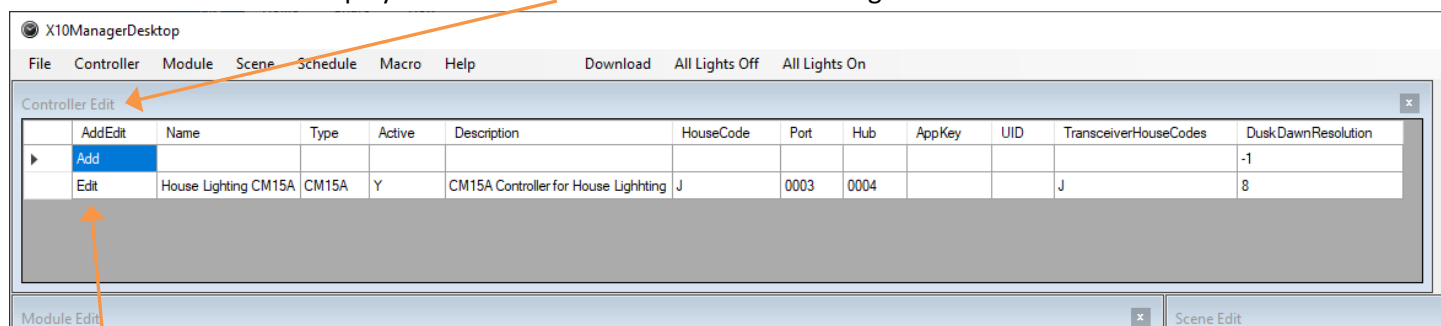 X10ManagerDesktop
File Controller Module Scene Schedule Macro Help Download All Lights Off All Lights On
Controller Edit x
AddEdit Name Type Active Description HouseCode Port Hub AppKey UID TransceiverHouseCodes DuskDawnResolution
Add -1
Edit House Lighting CM15A CM15A Y CM15A Controller for House Lighhting J 0003 0004 J 8
Module Edit x Scene Edit